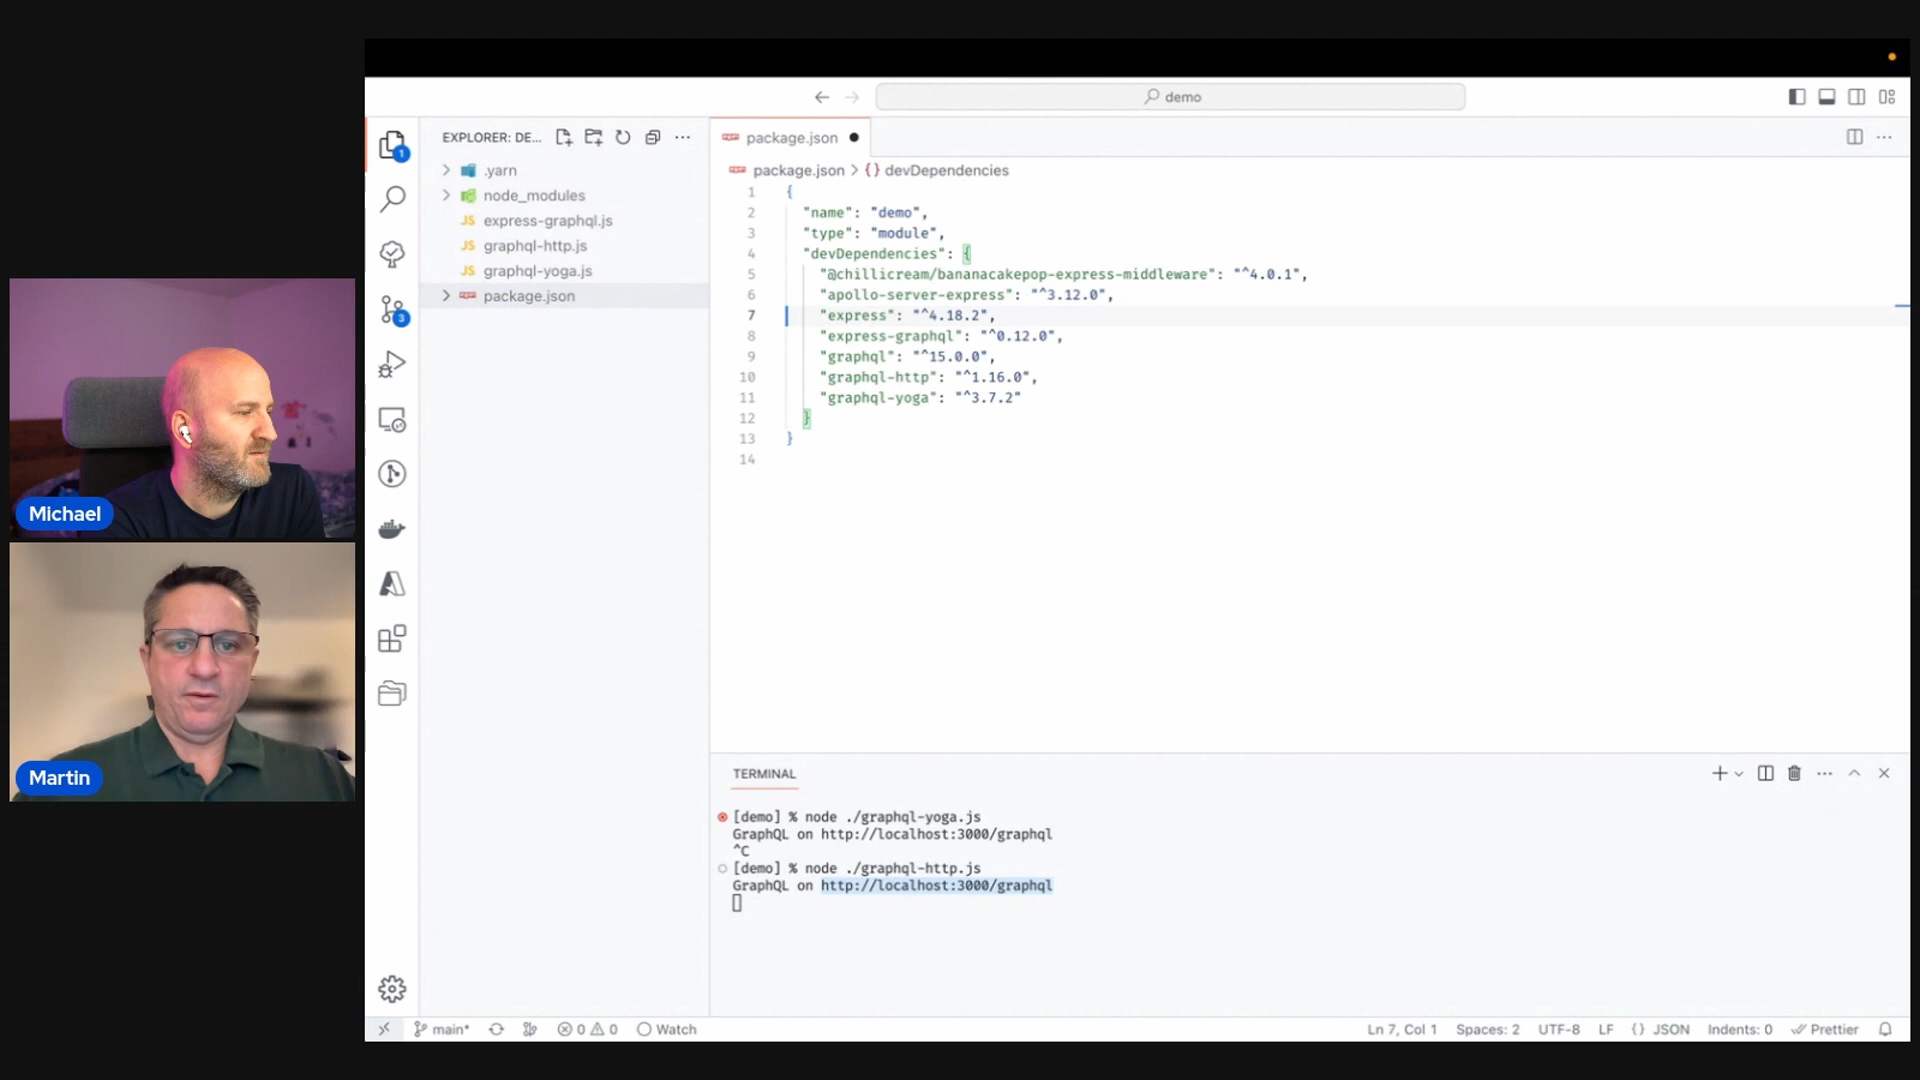 demo
EXPLORER: DE...
package.json
package.json > {} devDependencies
1
.yarn
node_modules
JS express-graphql.js
JS graphql-http.js
JS graphql-yoga.js
package.json
3
1 {
2 "name": "demo",
3 "type": "module",
4 "devDependencies": {
5 "@chillicream/bananacakepop-express-middleware": "^4.0.1",
6 "apollo-server-express": "^3.12.0",
7 "express": "^4.18.2",
8 "express-graphql": "^0.12.0",
9 "graphql": "^15.0.0",
10 "graphql-http": "^1.16.0",
11 "graphql-yoga": "^3.7.2"
12 }
13 }
14
Michael
Martin
TERMINAL
[demo] % node ./graphql-yoga.js
GraphQL on http://localhost:3000/graphql
^C
[demo] % node ./graphql-http.js
GraphQL on http://localhost:3000/graphql
main* 0 0 Watch Ln 7, Col 1 Spaces: 2 UTF-8 LF {} JSON Indents: 0 Prettier